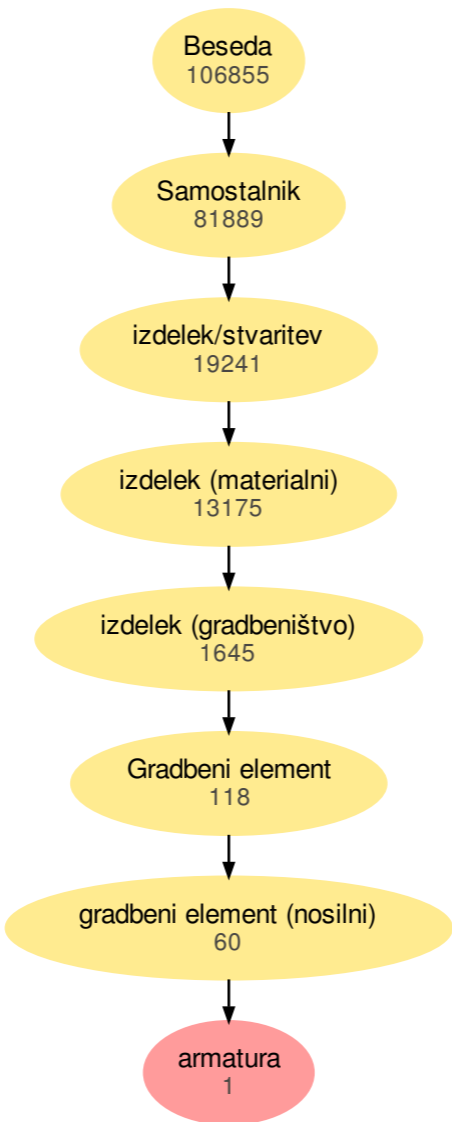 Beseda
106855
Samostalnik
81889
izdelek/stvaritev
19241
izdelek (materialni)
13175
izdelek (gradbeništvo)
1645
Gradbeni element
118
gradbeni element (nosilni)
60
armatura
1